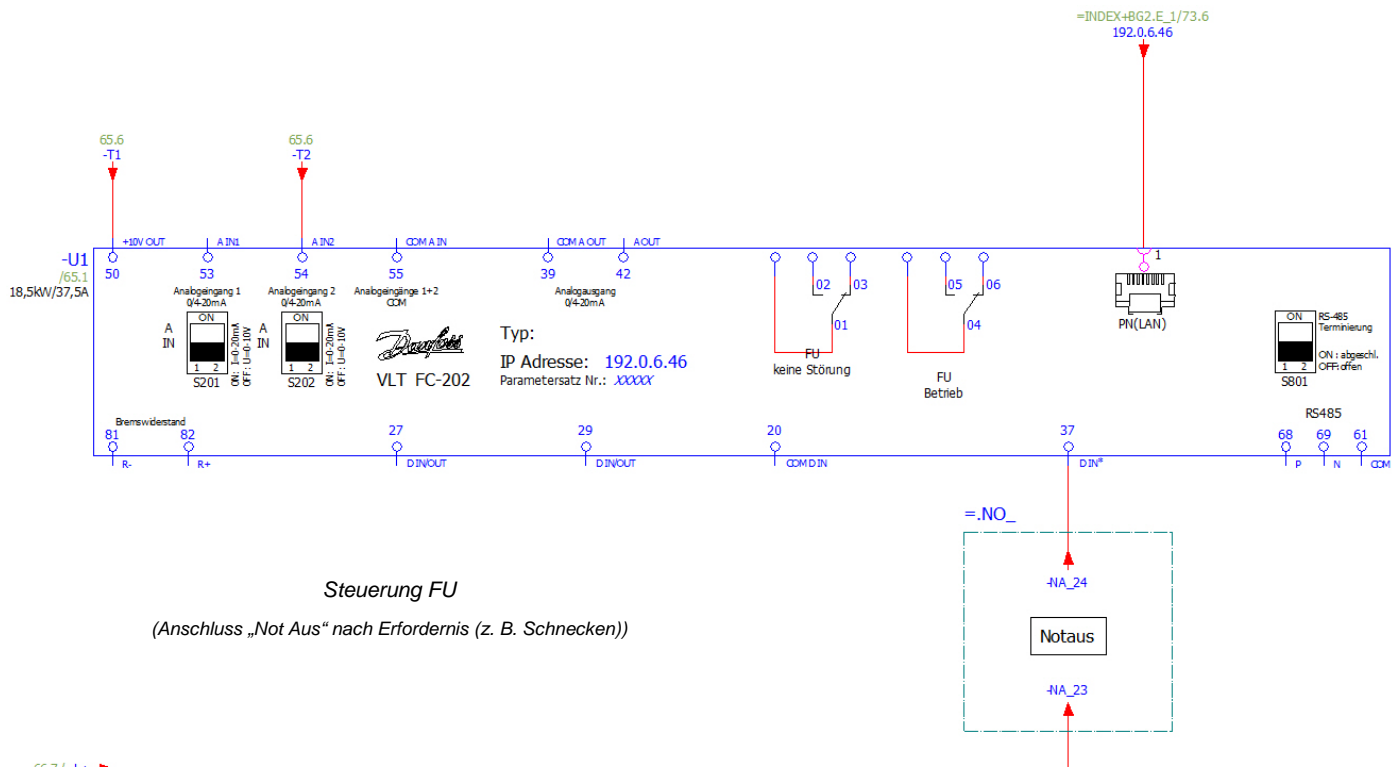 =INDEX+BG2.E_1/73.6
192.0.6.46
65.6
-T1
65.6
-T2
-U1
/65.1
18,5kW/37,5A
+10V OUT
A IN1
A IN2
COM A IN
COM A OUT
A OUT
1
50
53
54
55
39
42
02
03
01
05
06
04
Analogeingang 1
0/4-20mA
Analogeingang 2
0/4-20mA
Analogeingänge 1+2
COM
Analogausgang
0/4-20mA
A
IN
ON
1 2
S201
ON: I=0-20mA
OFF: U=0-10V
A
IN
ON
1 2
S202
ON: I=0-20mA
OFF: U=0-10V
Danfoss
VLT FC-202
Typ:
IP Adresse: 192.0.6.46
Parametersatz Nr.: XXXXX
FU
keine Störung
FU
Betrieb
PN(LAN)
ON
1 2
S801
RS-485
Terminierung
ON : abgeschl.
OFF:offen
RS485
Bremswiderstand
81
82
27
29
20
37
68
69
61
R-
R+
D IN/OUT
D IN/OUT
COM D IN
D IN*
P
N
COM
=.NO_
-NA_24
Notaus
-NA_23
Steuerung FU
(Anschluss „Not Aus“ nach Erfordernis (z. B. Schnecken))